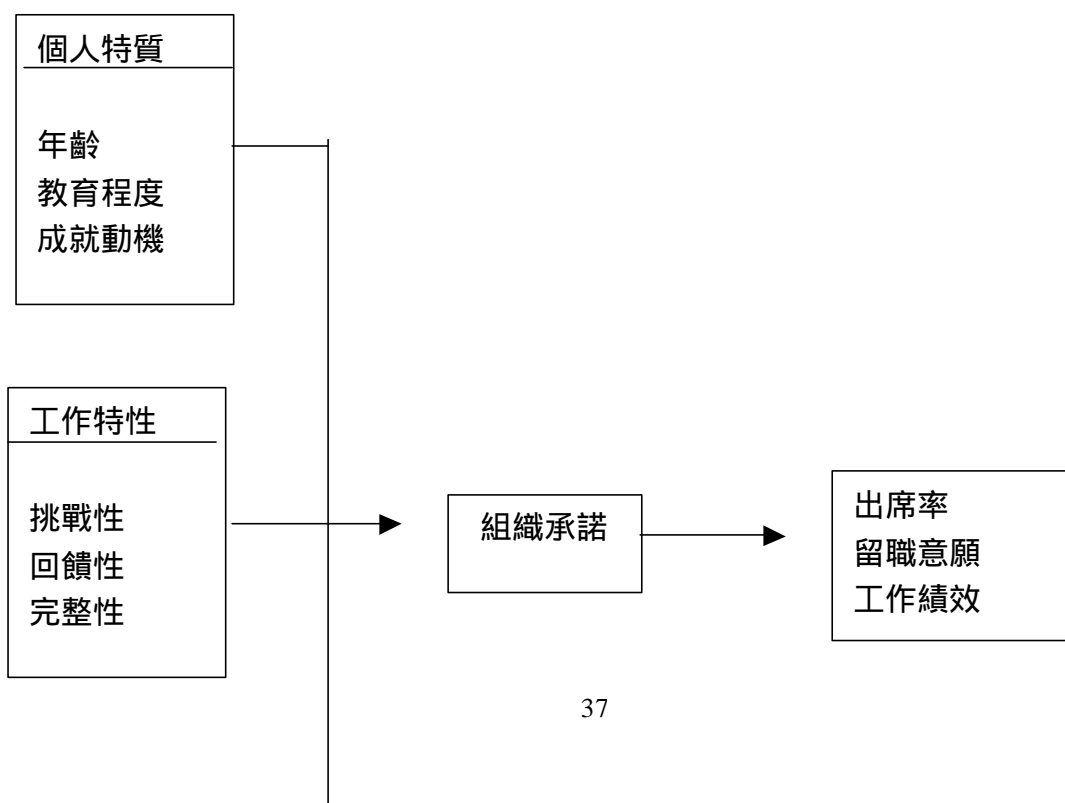 個人特質
年齡
教育程度
成就動機
工作特性
挑戰性
回饋性
完整性
組織承諾
出席率
留職意願
工作績效
37